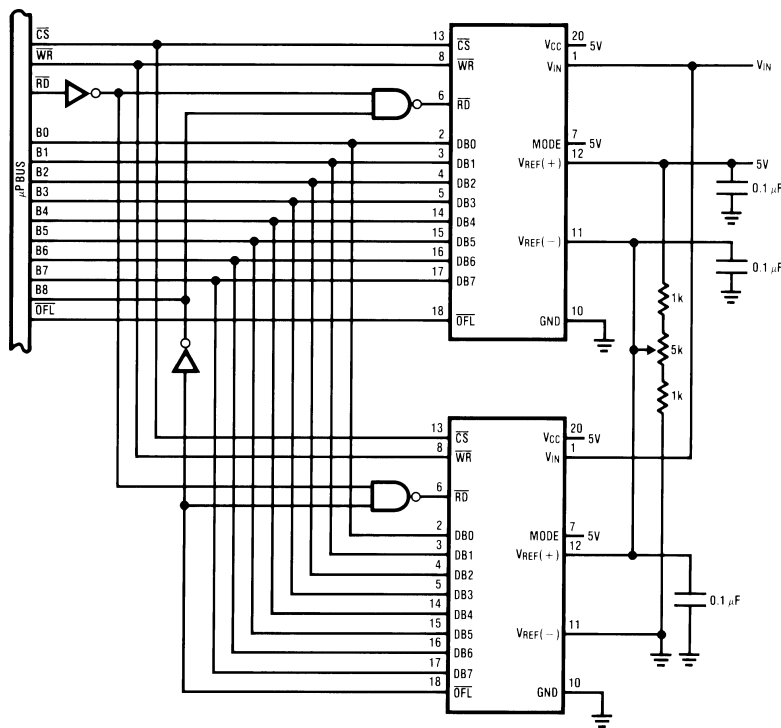 μP BUS
CS
WR
RD
B0
B1
B2
B3
B4
B5
B6
B7
B8
OFL
13 CS
8 WR
6 RD
2 DB0
3 DB1
4 DB2
5 DB3
14 DB4
15 DB5
16 DB6
17 DB7
18 OFL
VCC 20 5V
VIN 1 VIN
MODE 7 5V
VREF(+) 12 5V
0.1 μF
VREF(−) 11
0.1 μF
GND 10
1k
5k
1k
13 CS
8 WR
6 RD
2 DB0
3 DB1
4 DB2
5 DB3
14 DB4
15 DB5
16 DB6
17 DB7
18 OFL
VCC 20 5V
VIN 1
MODE 7 5V
VREF(+) 12
0.1 μF
VREF(−) 11
GND 10